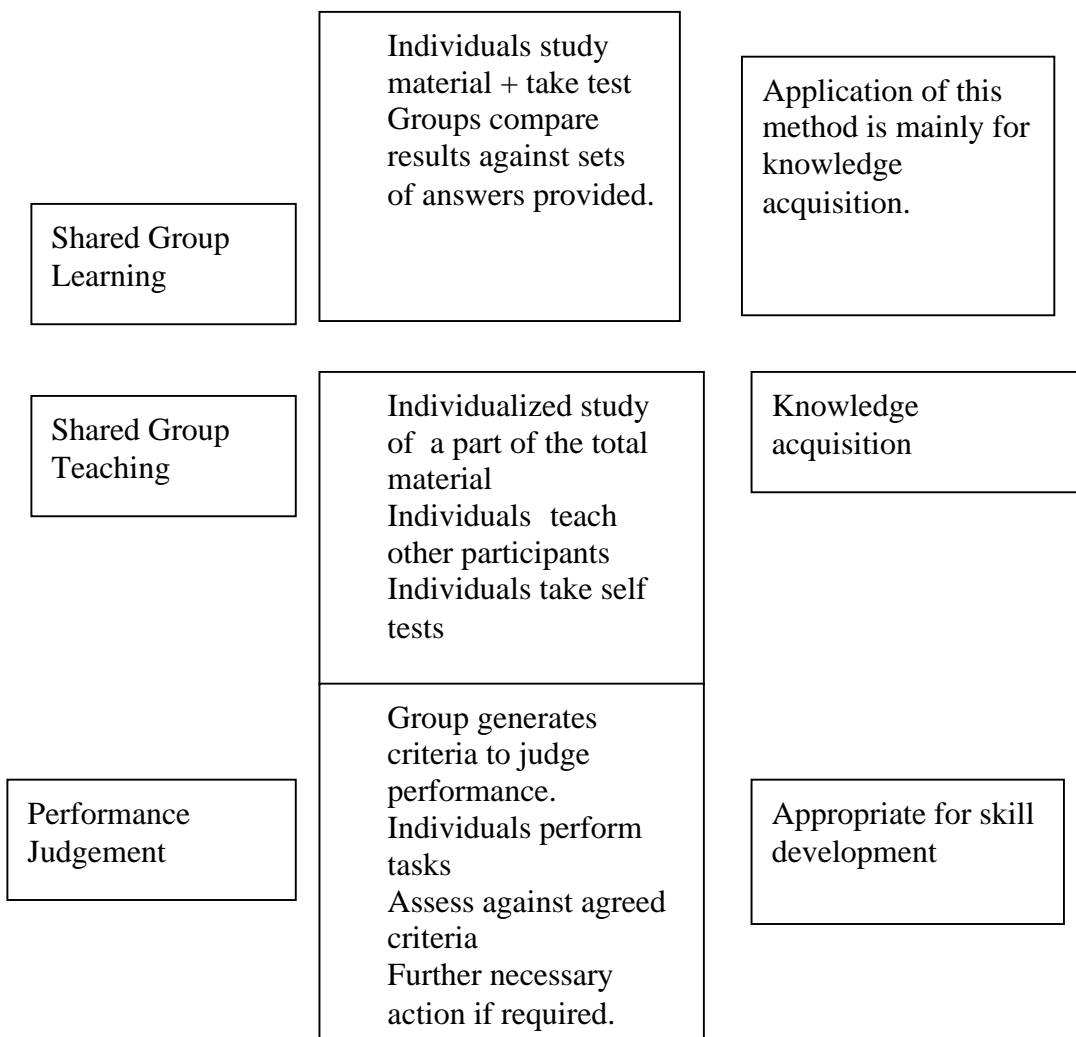 Shared Group
Learning
Individuals study
material + take test
Groups compare
results against sets
of answers provided.
Application of this
method is mainly for
knowledge
acquisition.
Shared Group
Teaching
Individualized study
of a part of the total
material
Individuals teach
other participants
Individuals take self
tests
Knowledge
acquisition
Performance
Judgement
Group generates
criteria to judge
performance.
Individuals perform
tasks
Assess against agreed
criteria
Further necessary
action if required.
Appropriate for skill
development